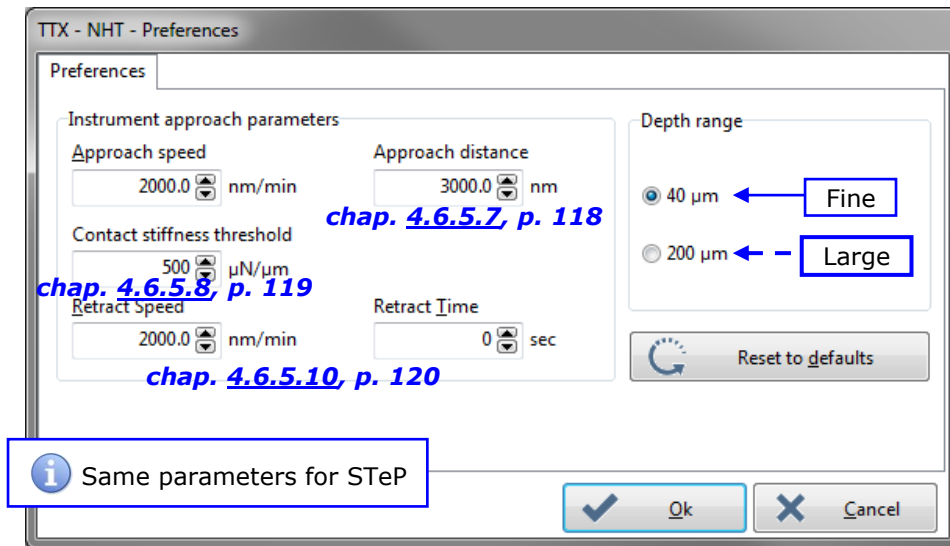 TTX - NHT - Preferences
Preferences
Instrument approach parameters
Approach speed
2000.0 nm/min
Approach distance
3000.0 nm
chap. 4.6.5.7, p. 118
Contact stiffness threshold
500 µN/µm
chap. 4.6.5.8, p. 119
Retract Speed
2000.0 nm/min
Retract Time
0 sec
chap. 4.6.5.10, p. 120
Depth range
40 µm
Fine
200 µm
Large
Reset to defaults
Same parameters for STeP
Ok
Cancel